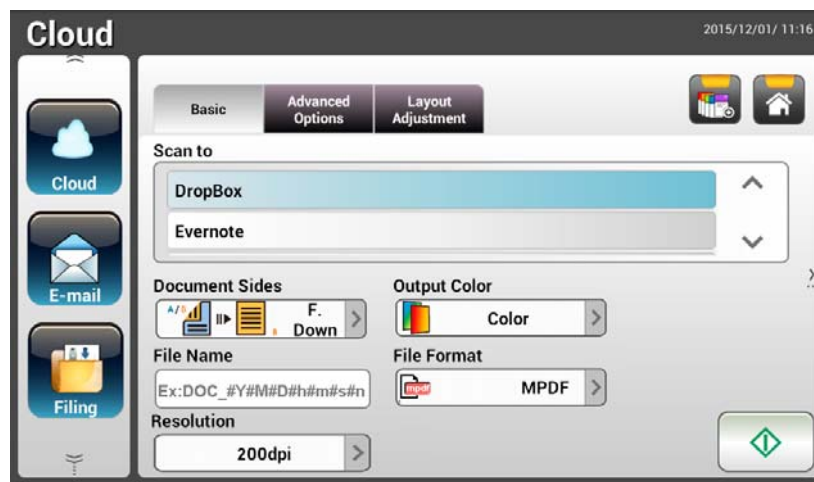 Cloud
2015/12/01/ 11:16
Cloud
E-mail
Filing
Basic
Advanced
Options
Layout
Adjustment
Scan to
DropBox
Evernote
Document Sides
A/B
F.
Down
Output Color
Color
File Name
Ex:DOC_#Y#M#D#h#m#s#n
File Format
mpdf
MPDF
Resolution
200dpi